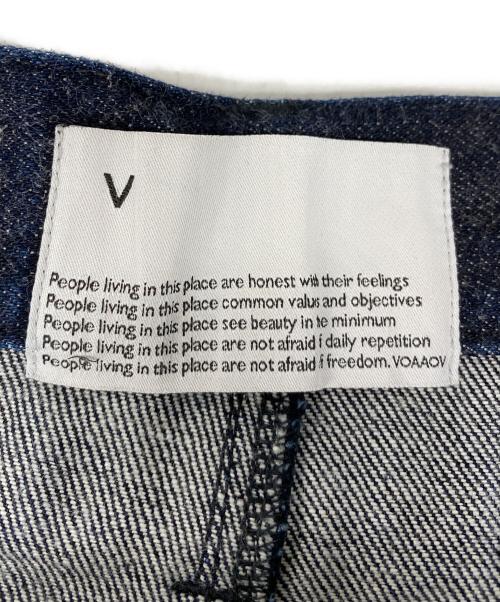 V
People living in this place are honest with their feelings
People living in this place common values and objectives
People living in this place see beauty in te minimum
People living in this place are not afraid f daily repetition
People living in this place are not afraid f freedom. VOAAOV